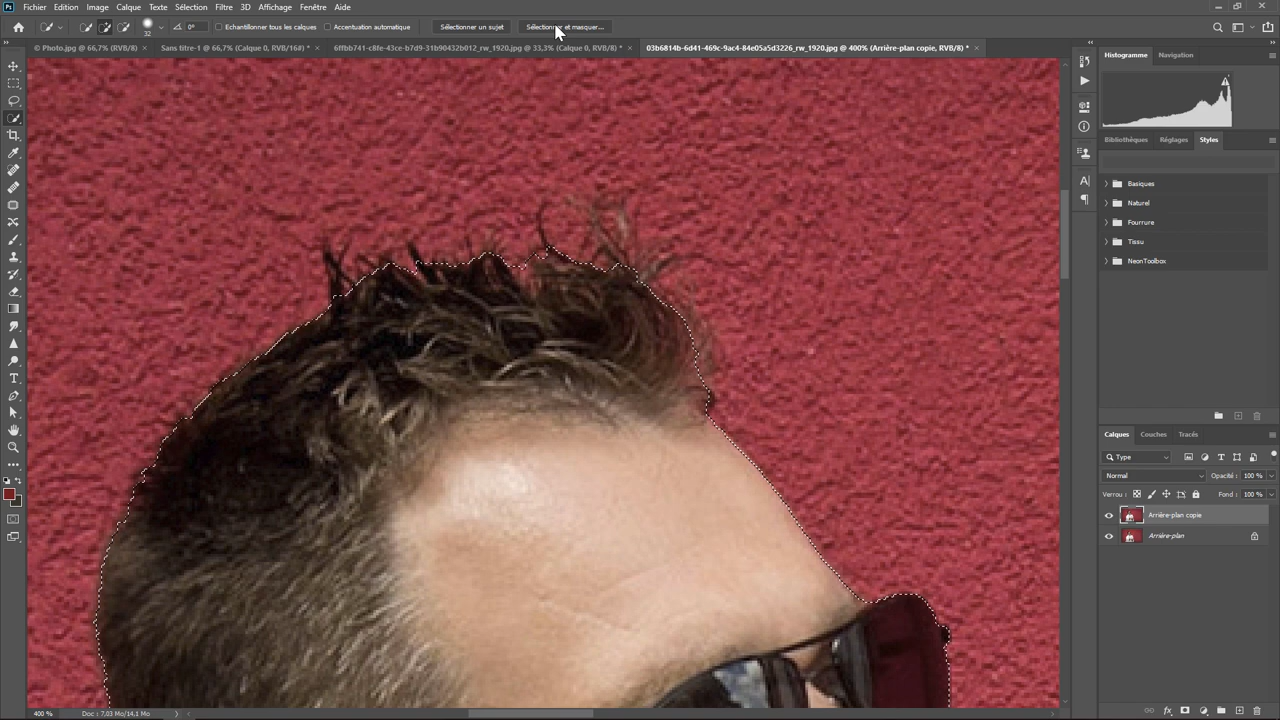 Ps Fichier Edition Image Calque Texte Sélection Filtre 3D Affichage Fenêtre Aide
32 0° Echantillonner tous les calques Accentuation automatique Sélectionner un sujet Sélectionner et masquer...
© Photo.jpg @ 66,7% (RVB/8) × Sans titre-1 @ 66,7% (Calque 0, RVB/16#) * × 6ffbb741-c8fe-43ce-b7d9-31b90432b012_rw_1920.jpg @ 33,3% (Calque 0, RVB/8) * × 03b6814b-6d41-469c-9ac4-84e05a5d3226_rw_1920.jpg @ 400% (Arrière-plan copie, RVB/8) * ×
Histogramme Navigation
Bibliothèques Réglages Styles
Basiques
Naturel
Fourrure
Tissu
NeonToolbox
Calques Couches Tracés
Type
Normal Opacité : 100 %
Verrou : Fond : 100 %
Arrière-plan copie
Arrière-plan
400 % Doc : 7,03 Mo/14,1 Mo